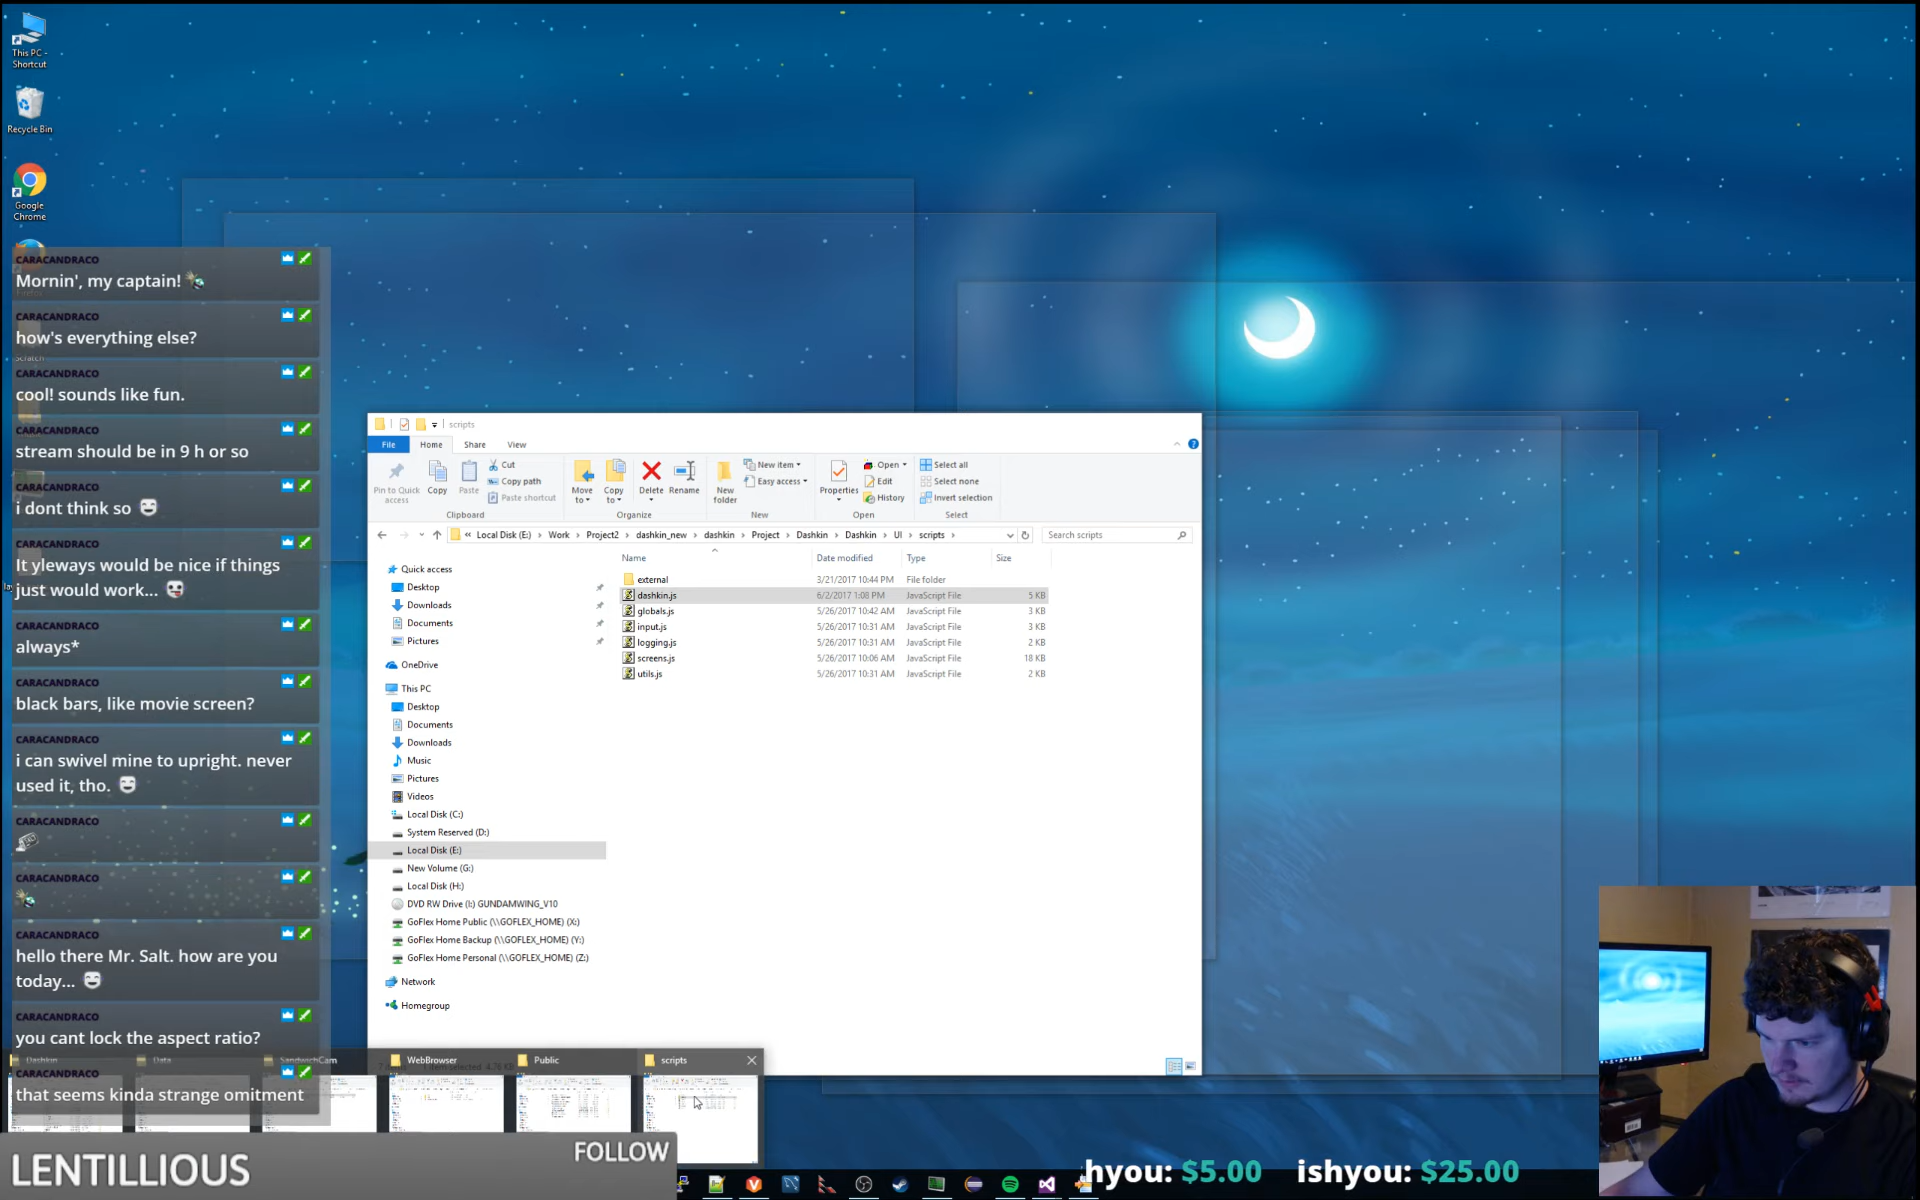 This PC -
Shortcut
Recycle Bin
Google
Chrome
CARACANDRACO
Mornin', my captain!
CARACANDRACO
how's everything else?
Scratch
CARACANDRACO
cool! sounds like fun.
CARACANDRACO
stream should be in 9 h or so
CARACANDRACO
i dont think so
CARACANDRACO
It yleways would be nice if things
just would work...
CARACANDRACO
always*
CARACANDRACO
black bars, like movie screen?
CARACANDRACO
i can swivel mine to upright. never
used it, tho.
CARACANDRACO
CARACANDRACO
CARACANDRACO
hello there Mr. Salt. how are you
today...
CARACANDRACO
you cant lock the aspect ratio?
CARACANDRACO
that seems kinda strange omitment
scripts
File Home Share View
Pin to Quick
access
Copy
Paste
Cut
Copy path
Paste shortcut
Clipboard
Move
to
Copy
to
Delete
Rename
Organize
New
folder
New item
Easy access
New
Properties
Open
Edit
History
Open
Select all
Select none
Invert selection
Select
« Local Disk (E:) > Work > Project2 > dashkin_new > dashkin > Project > Dashkin > Dashkin > UI > scripts >
Search scripts
Name Date modified Type Size
external 3/21/2017 10:44 PM File folder
dashkin.js 6/2/2017 1:08 PM JavaScript File 5 KB
globals.js 5/26/2017 10:42 AM JavaScript File 3 KB
input.js 5/26/2017 10:31 AM JavaScript File 3 KB
logging.js 5/26/2017 10:31 AM JavaScript File 2 KB
screens.js 5/26/2017 10:06 AM JavaScript File 18 KB
utils.js 5/26/2017 10:31 AM JavaScript File 2 KB
Quick access
Desktop
Downloads
Documents
Pictures
OneDrive
This PC
Desktop
Documents
Downloads
Music
Pictures
Videos
Local Disk (C:)
System Reserved (D:)
Local Disk (E:)
New Volume (G:)
Local Disk (H:)
DVD RW Drive (I:) GUNDAMWING_V10
GoFlex Home Public (\\GOFLEX_HOME) (X:)
GoFlex Home Backup (\\GOFLEX_HOME) (Y:)
GoFlex Home Personal (\\GOFLEX_HOME) (Z:)
Network
Homegroup
Dashkin Data SandwichCam WebBrowser Public scripts
LENTILLIOUS
FOLLOW
hyou: $5.00 ishyou: $25.00